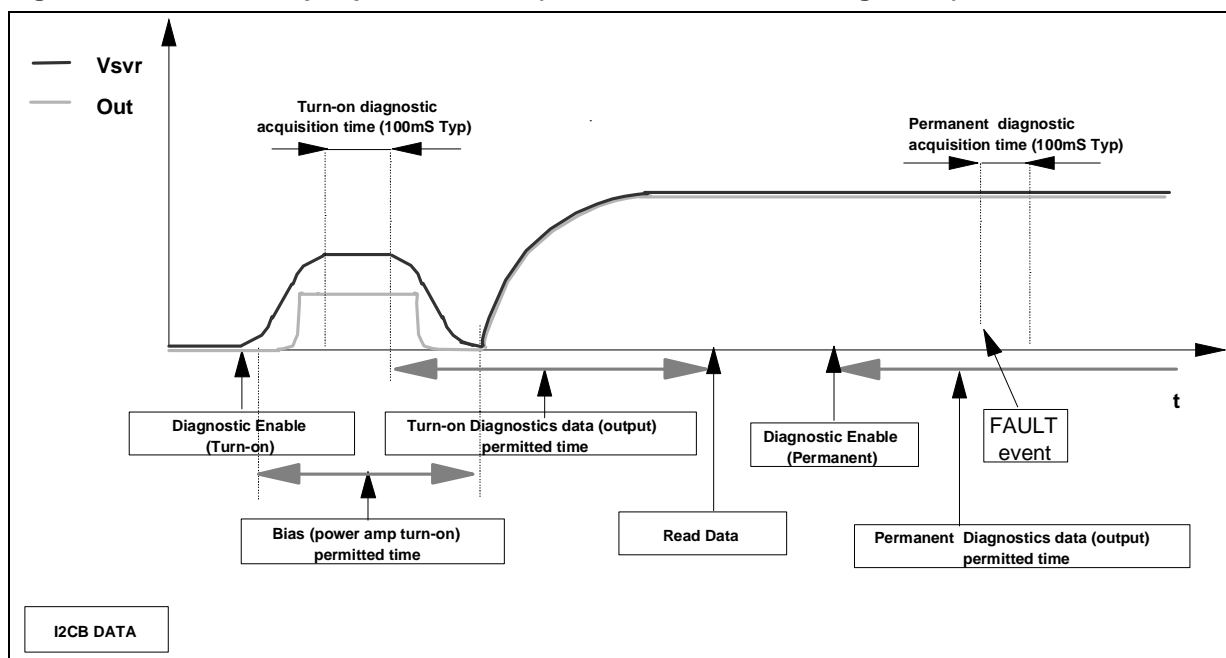 Vsvr
Out
Turn-on diagnostic
acquisition time (100mS Typ)
Permanent diagnostic
acquisition time (100mS Typ)
t
Diagnostic Enable
(Turn-on)
Turn-on Diagnostics data (output)
permitted time
Diagnostic Enable
(Permanent)
FAULT
event
Bias (power amp turn-on)
permitted time
Read Data
Permanent Diagnostics data (output)
permitted time
I2CB DATA